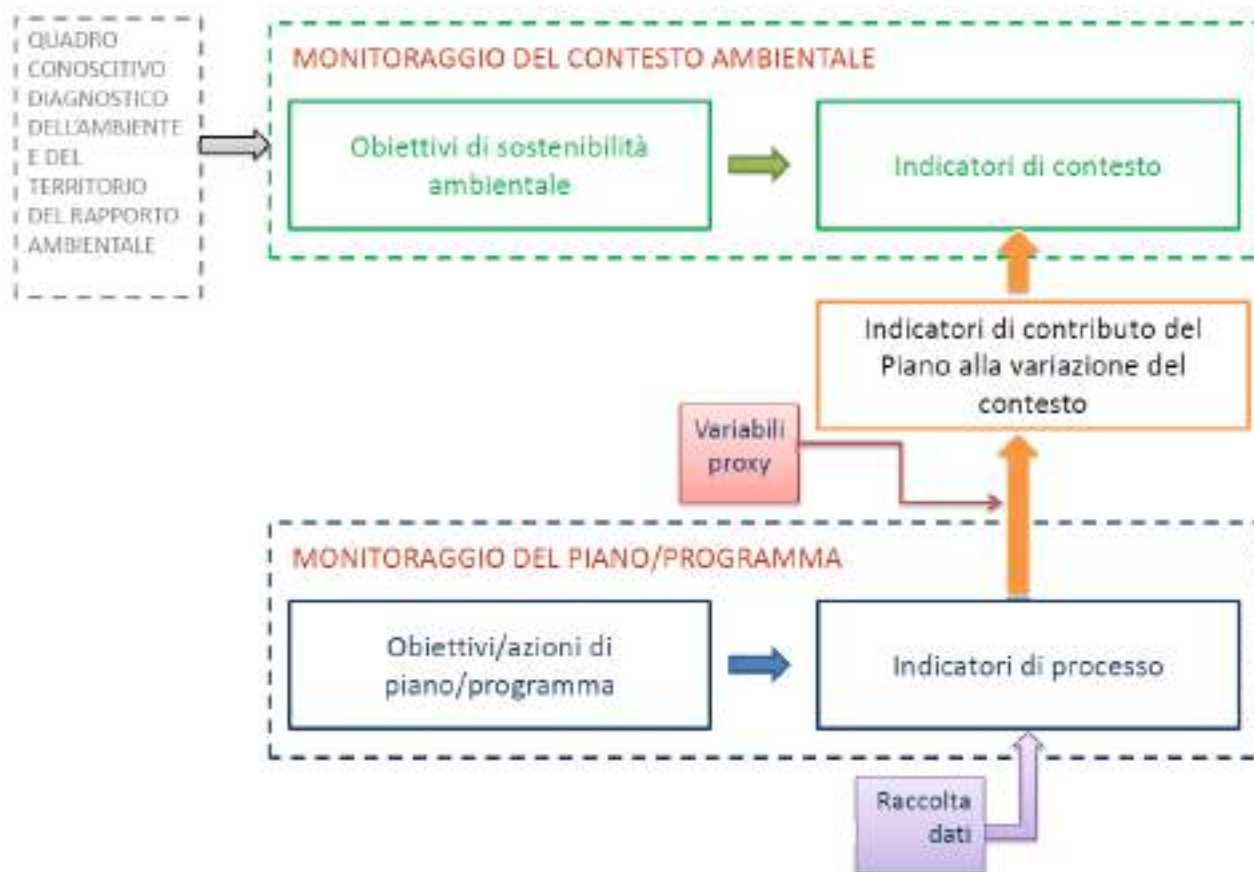 QUADRO
CONOSCITIVO
DIAGNOSTICO
DELL'AMBIENTE
E DEL
TERRITORIO
DEL RAPPORTO
AMBIENTALE
MONITORAGGIO DEL CONTESTO AMBIENTALE
Obiettivi di sostenibilità
ambientale
Indicatori di contesto
Indicatori di contributo del
Piano alla variazione del
contesto
Variabili
proxy
MONITORAGGIO DEL PIANO/PROGRAMMA
Obiettivi/azioni di
piano/programma
Indicatori di processo
Raccolta
dati